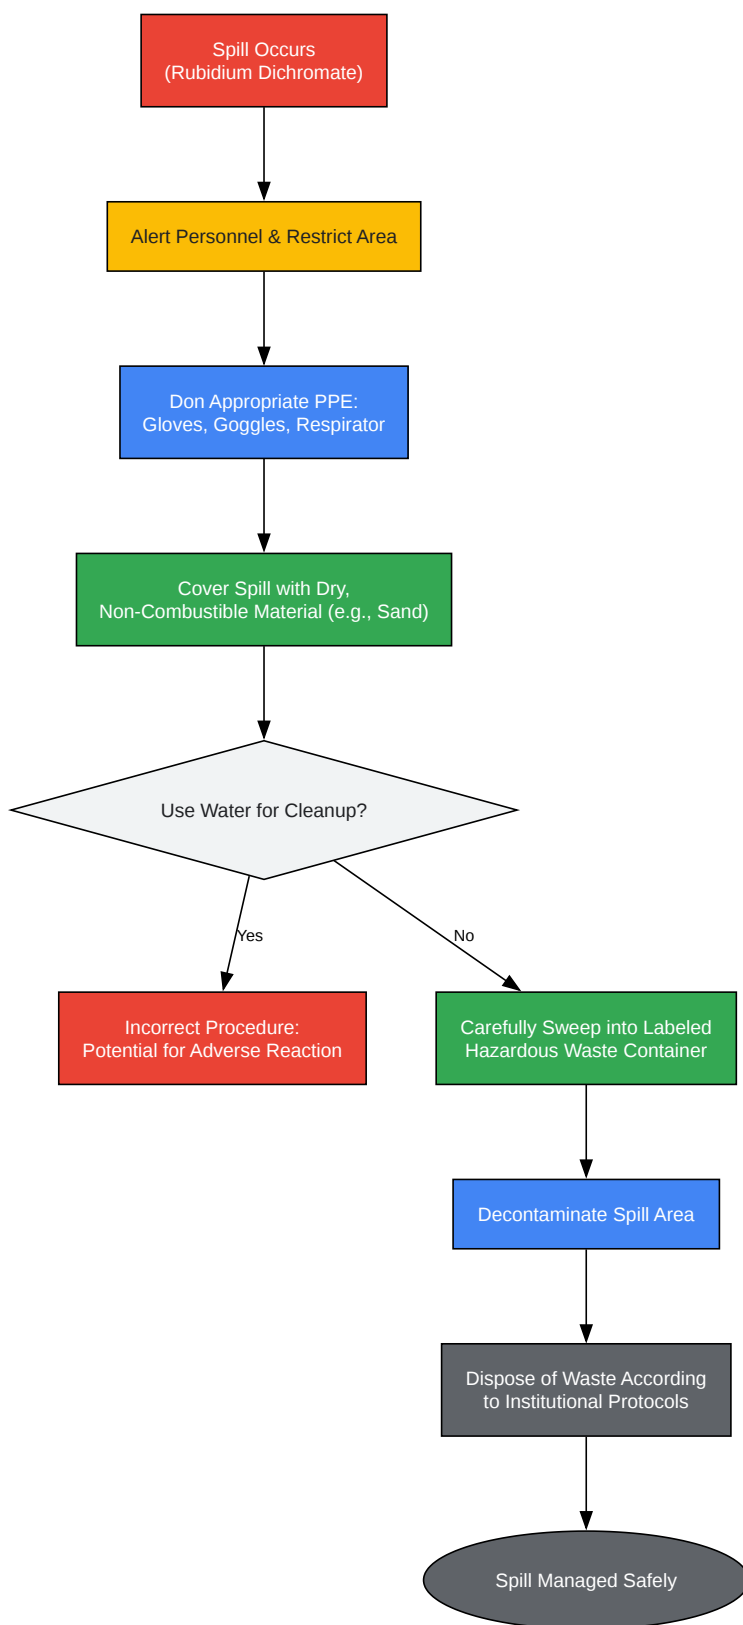 Spill Occurs
(Rubidium Dichromate)
Alert Personnel & Restrict Area
Don Appropriate PPE:
Gloves, Goggles, Respirator
Cover Spill with Dry,
Non-Combustible Material (e.g., Sand)
Use Water for Cleanup?
Yes
No
Incorrect Procedure:
Potential for Adverse Reaction
Carefully Sweep into Labeled
Hazardous Waste Container
Decontaminate Spill Area
Dispose of Waste According
to Institutional Protocols
Spill Managed Safely